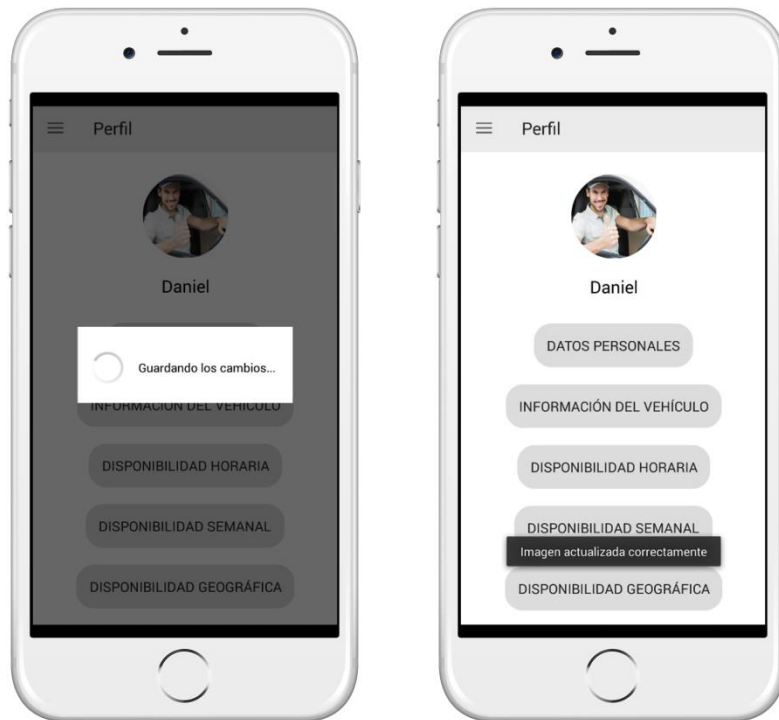 Perfil
Daniel
Guardando los cambios...
INFORMACIÓN DEL VEHÍCULO
DISPONIBILIDAD HORARIA
DISPONIBILIDAD SEMANAL
DISPONIBILIDAD GEOGRÁFICA
Perfil
Daniel
DATOS PERSONALES
INFORMACIÓN DEL VEHÍCULO
DISPONIBILIDAD HORARIA
DISPONIBILIDAD SEMANAL
Imagen actualizada correctamente
DISPONIBILIDAD GEOGRÁFICA